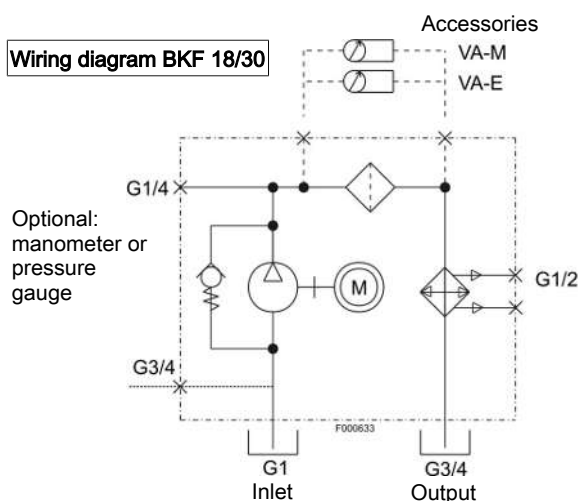 Accessories
Wiring diagram BKF 18/30
VA-M
VA-E
G1/4
Optional:
manometer or
pressure
gauge
M
G1/2
G3/4
F000633
G1
Inlet
G3/4
Output